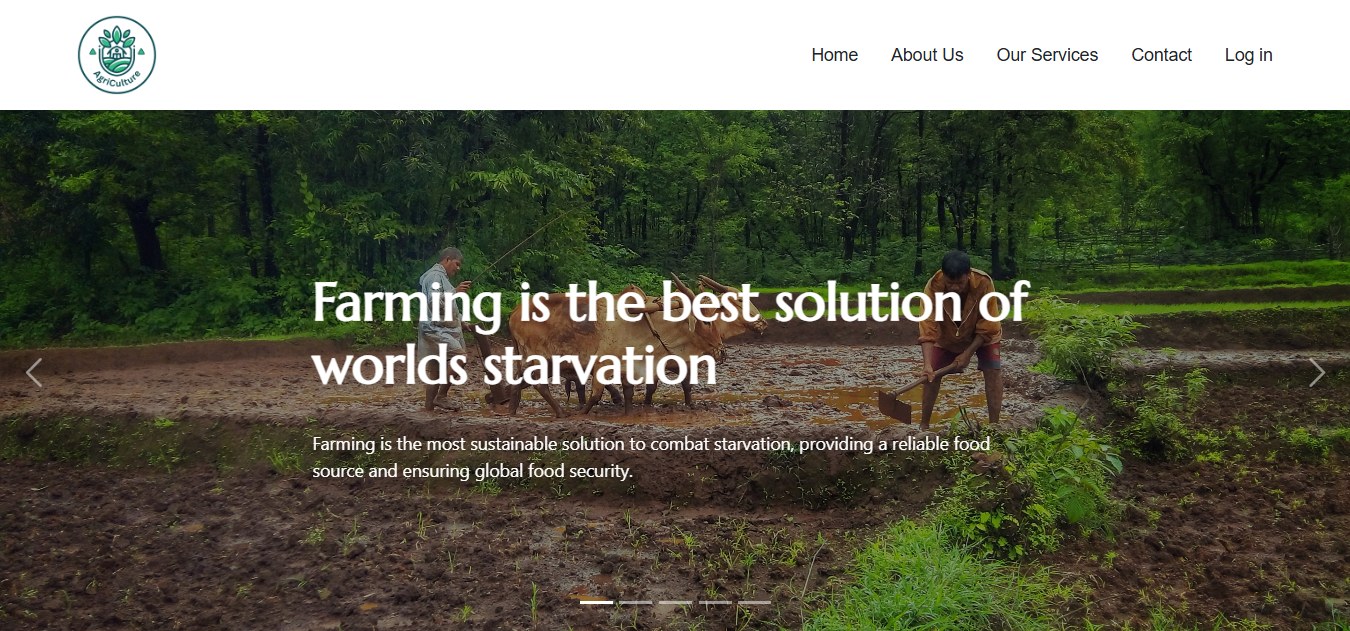 AgriCulture
Home
About Us
Our Services
Contact
Log in
Farming is the best solution of
worlds starvation
Farming is the most sustainable solution to combat starvation, providing a reliable food
source and ensuring global food security.